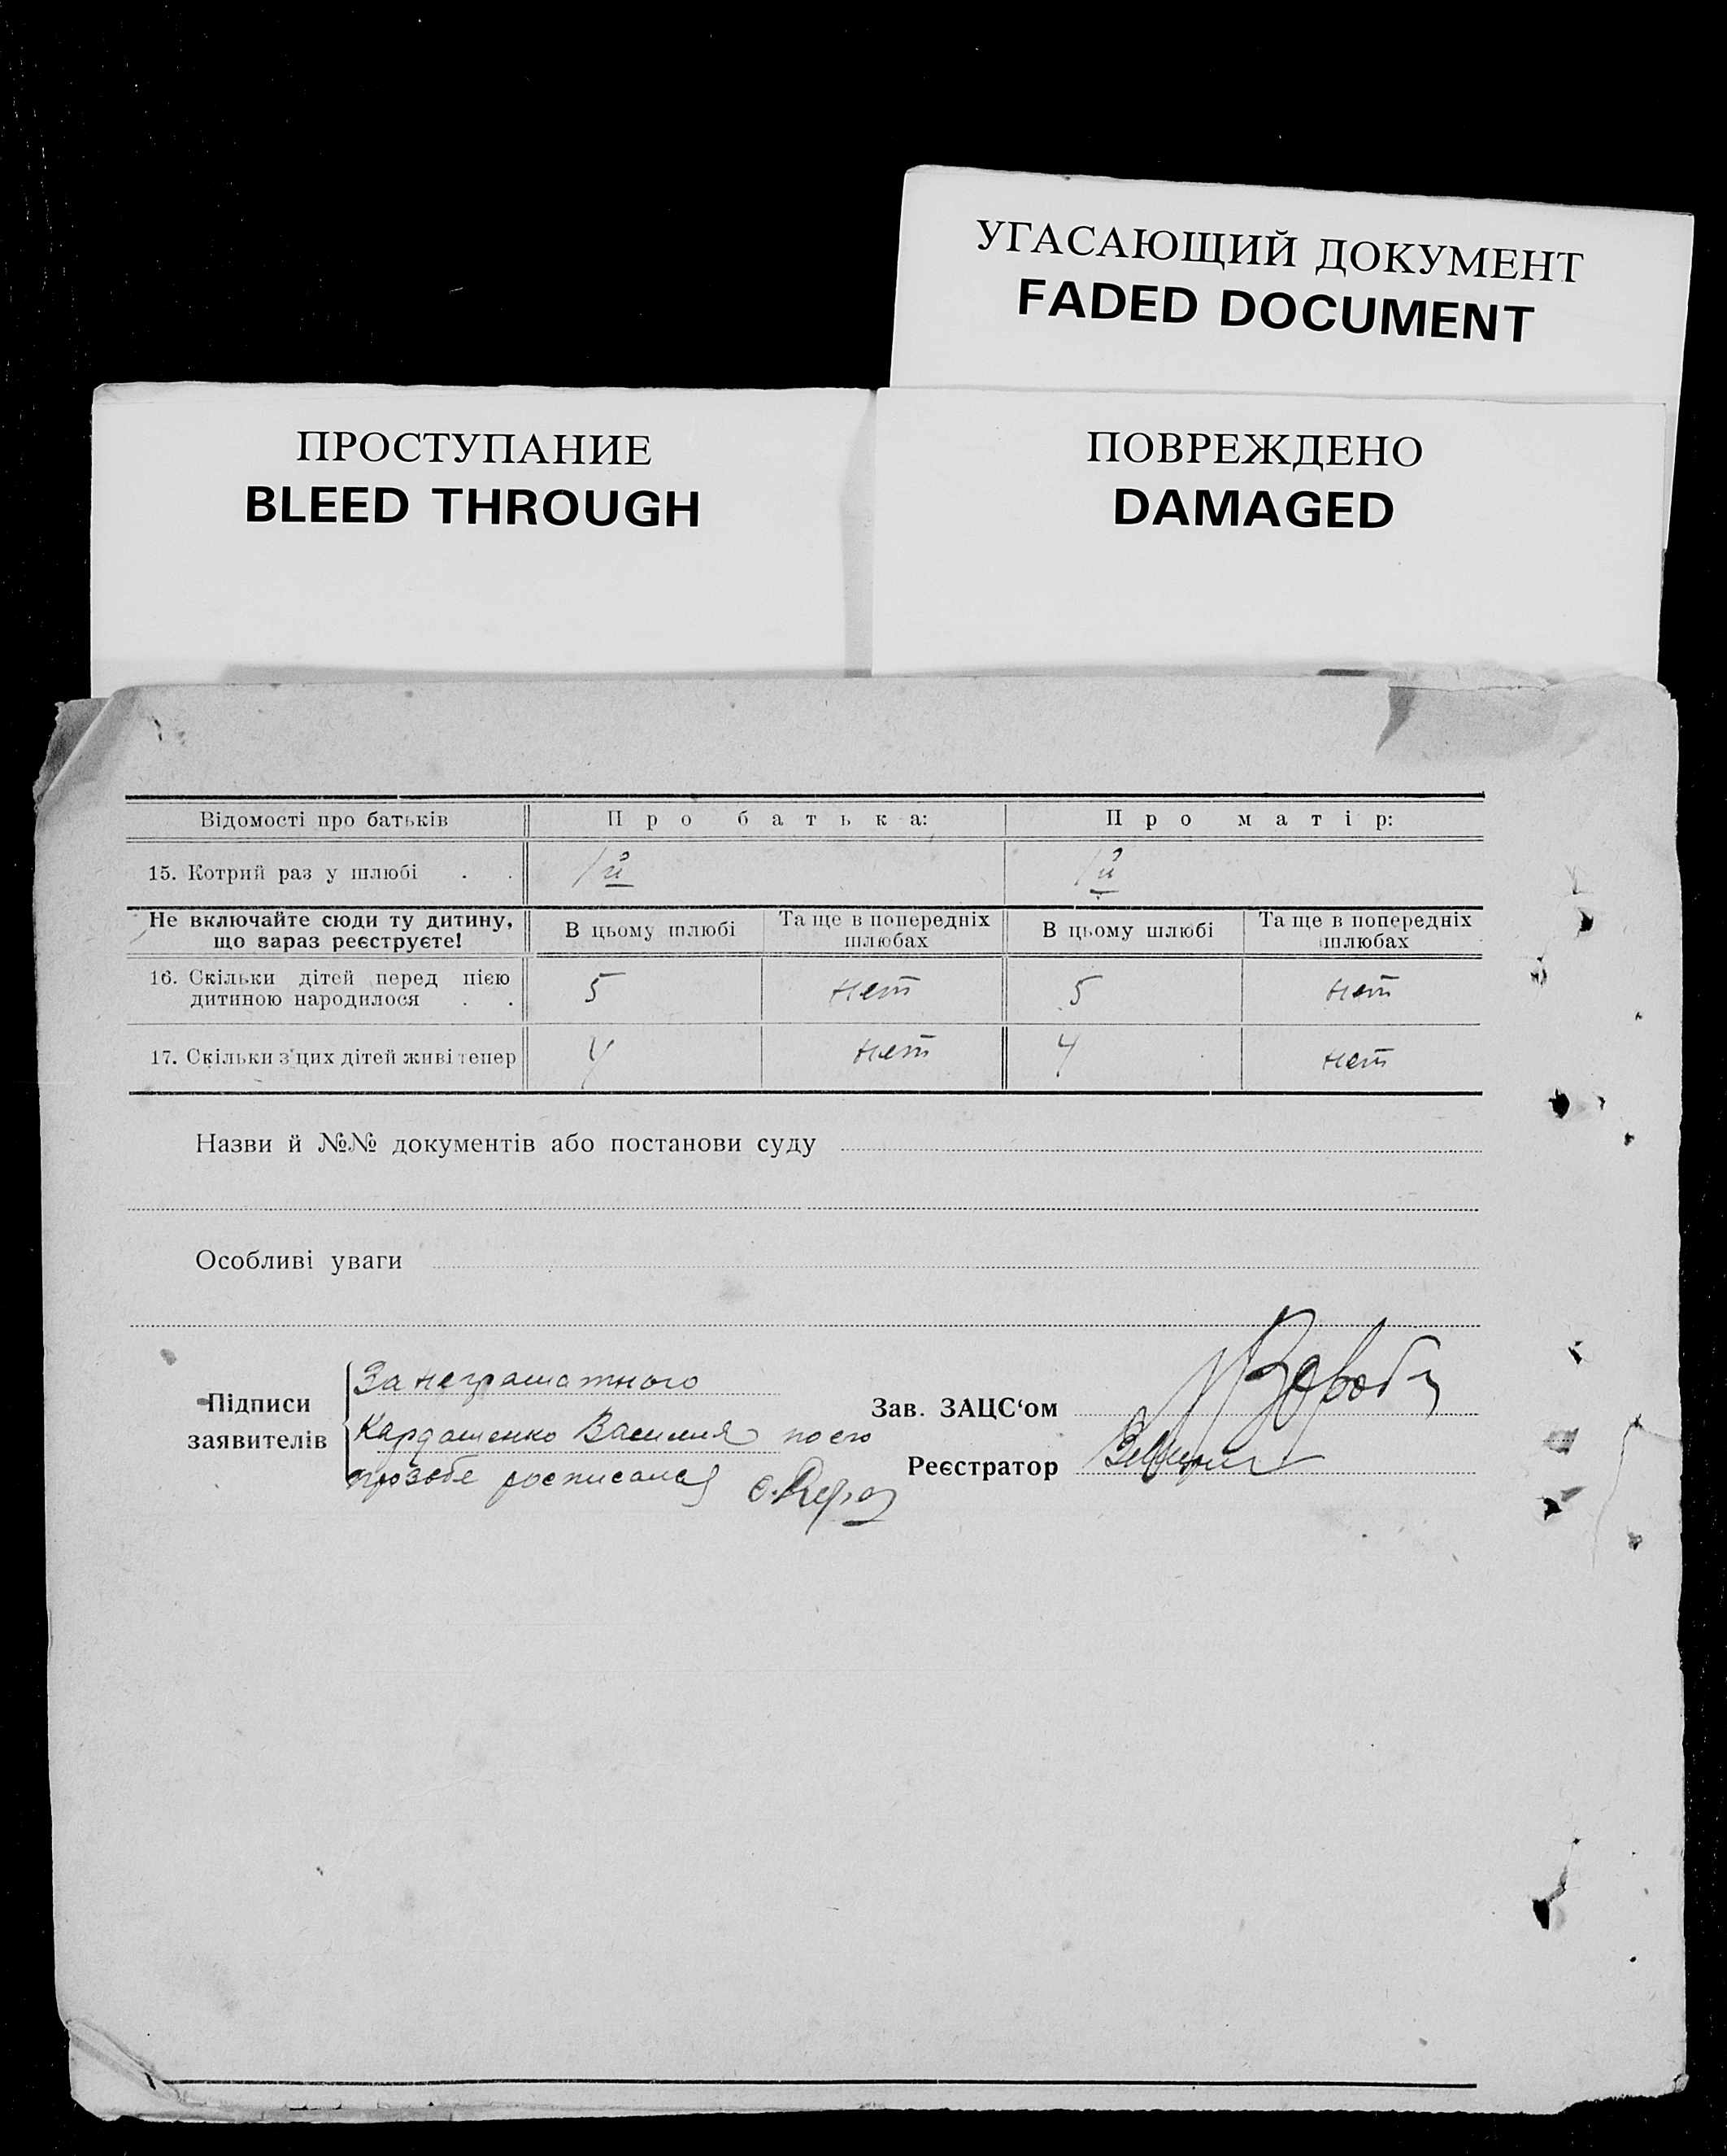 УГАСАЮЩИЙ ДОКУМЕНТ
FADED DOCUMENT
ПРОСТУПАНИЕ
BLEED THROUGH
ПОВРЕЖДЕНО
DAMAGED
Відомості про батьків Про батька: Про матір:
15. Котрий раз у шлюбі . . 1й 1й
Не включайте сюди ту дитину, що зараз реєструєте! В цьому шлюбі Та ще в попередніх шлюбах В цьому шлюбі Та ще в попередніх шлюбах
16. Скільки дітей перед цією дитиною народилося . . 5 нет 5 нет
17. Скільки з цих дітей живі тепер 4 нет 4 нет
Назви й №№ документів або постанови суду
Особливі уваги
Підписи заявителів
За неграмотного
Кардашенко Василия по его
прозьбе росписался
Зав. ЗАЦС‘ом
Реєстратор